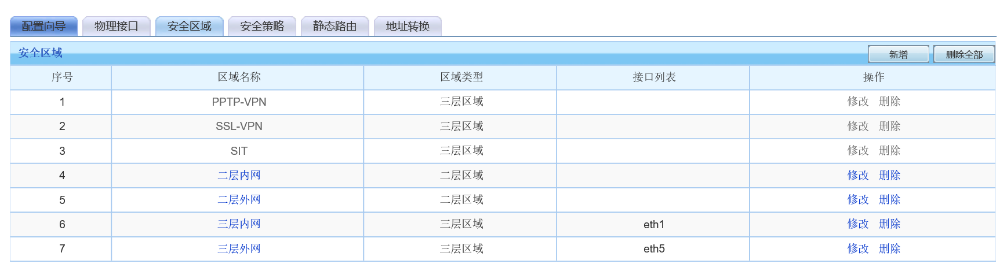 配置向导 物理接口 安全区域 安全策略 静态路由 地址转换
安全区域 新增 删除全部
序号 区域名称 区域类型 接口列表 操作
1 PPTP-VPN 三层区域 修改 删除
2 SSL-VPN 三层区域 修改 删除
3 SIT 三层区域 修改 删除
4 二层内网 二层区域 修改 删除
5 二层外网 二层区域 修改 删除
6 三层内网 三层区域 eth1 修改 删除
7 三层外网 三层区域 eth5 修改 删除